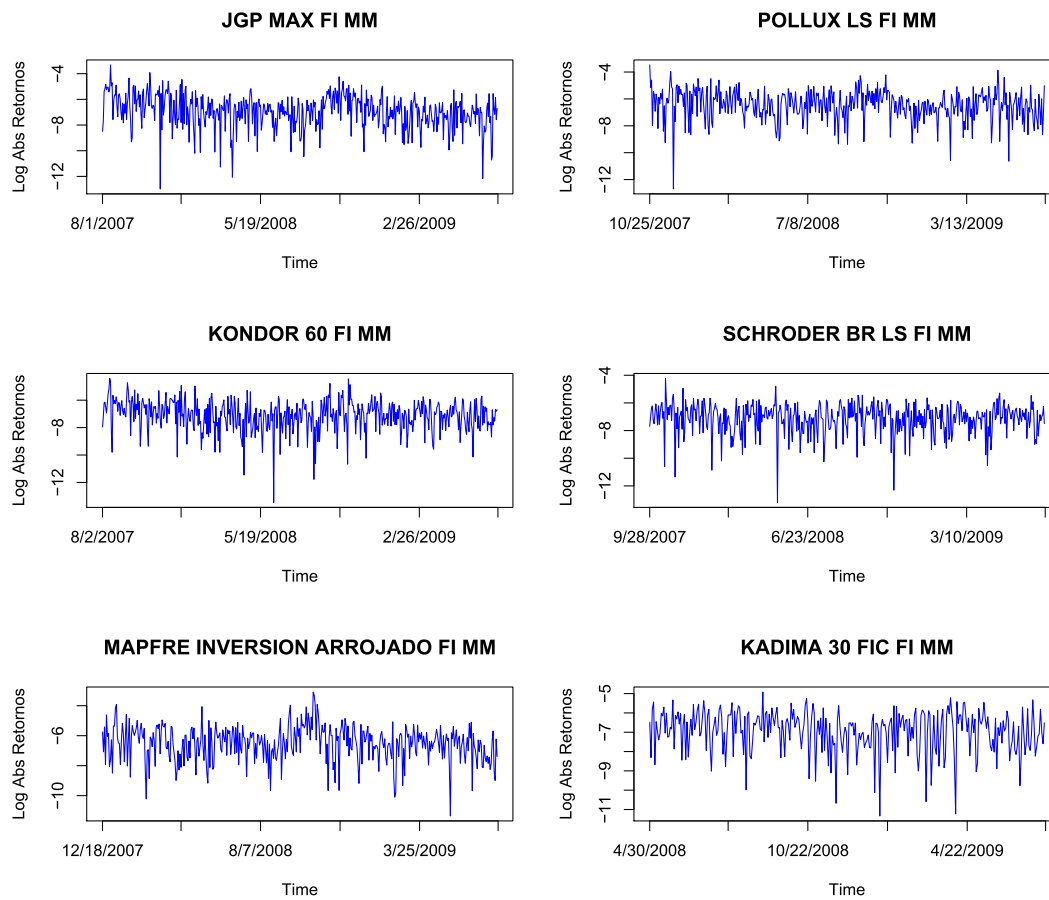 JGP MAX FI MM
Log Abs Retornos
−4
−8
−12
8/1/2007
5/19/2008
2/26/2009
Time
POLLUX LS FI MM
Log Abs Retornos
−4
−8
−12
10/25/2007
7/8/2008
3/13/2009
Time
KONDOR 60 FI MM
Log Abs Retornos
−8
−12
8/2/2007
5/19/2008
2/26/2009
Time
SCHRODER BR LS FI MM
Log Abs Retornos
−4
−8
−12
9/28/2007
6/23/2008
3/10/2009
Time
MAPFRE INVERSION ARROJADO FI MM
Log Abs Retornos
−6
−10
12/18/2007
8/7/2008
3/25/2009
Time
KADIMA 30 FIC FI MM
Log Abs Retornos
−5
−7
−9
−11
4/30/2008
10/22/2008
4/22/2009
Time